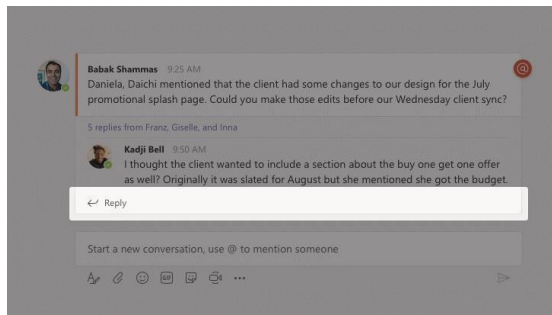 Babak Shammas 9:25 AM
Daniela, Daichi mentioned that the client had some changes to our design for the July
promotional splash page. Could you make those edits before our Wednesday client sync?
5 replies from Franz, Giselle, and Inna
Kadji Bell 9:50 AM
I thought the client wanted to include a section about the buy one get one offer
as well? Originally it was slated for August but she mentioned she got the budget.
Reply
Start a new conversation, use @ to mention someone
GIF